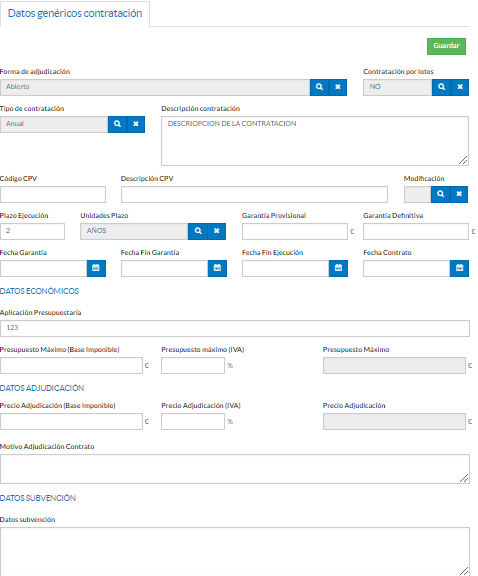 Datos genéricos contratación
Guardar
Forma de adjudicación Contratación por lotes
Abierto NO
Tipo de contratación Descripción contratación
Anual DESCRIOPCION DE LA CONTRATACION
Código CPV Descripción CPV Modificación
Plazo Ejecución Unidades Plazo Garantía Provisional Garantía Definitiva
2 AÑOS € €
Fecha Garantía Fecha Fin Garantía Fecha Fin Ejecución Fecha Contrato
DATOS ECONÓMICOS
Aplicación Presupuestaria
123
Presupuesto Máximo (Base Imponible) Presupuesto máximo (IVA) Presupuesto Máximo
€ % €
DATOS ADJUDICACIÓN
Precio Adjudicación (Base Imponible) Precio Adjudicación (IVA) Precio Adjudicación
€ % €
Motivo Adjudicación Contrato
DATOS SUBVENCIÓN
Datos subvención